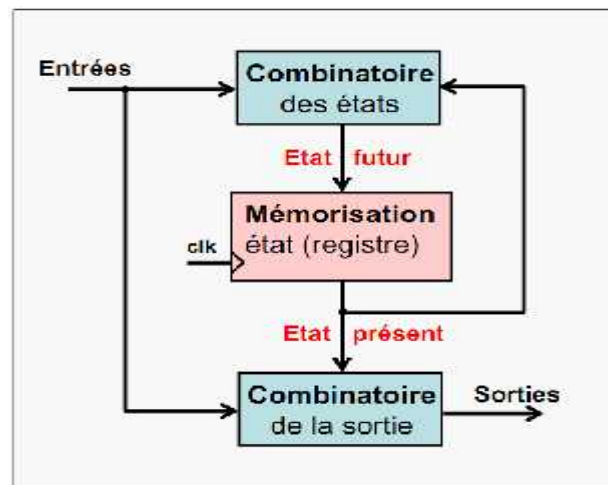 Entrées
Combinatoire
des états
Etat futur
Mémorisation
état (registre)
clk
Etat présent
Combinatoire
de la sortie
Sorties